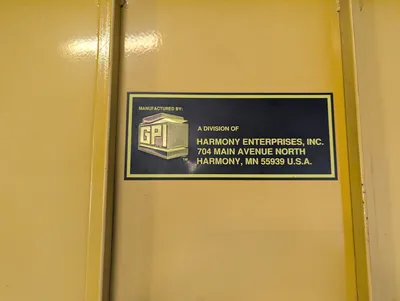 MANUFACTURED BY:
GPI
A DIVISION OF
HARMONY ENTERPRISES, INC.
704 MAIN AVENUE NORTH
HARMONY, MN 55939 U.S.A.